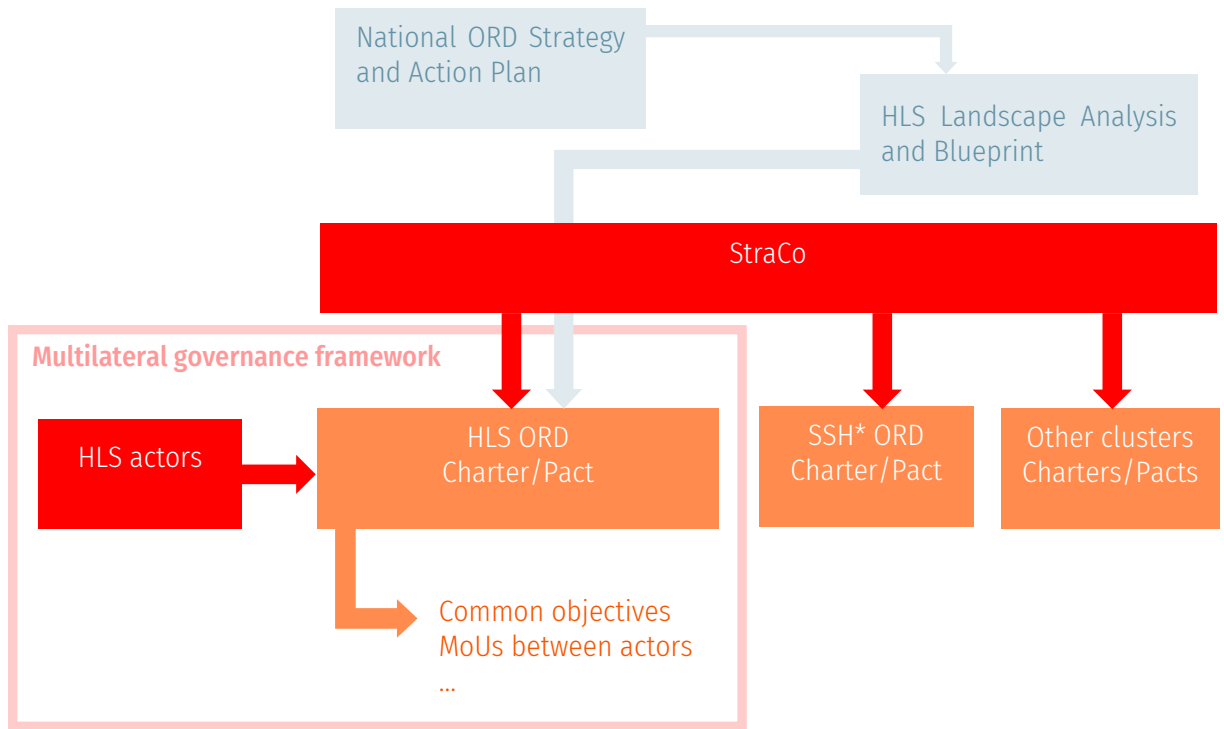 National ORD Strategy
and Action Plan
HLS Landscape Analysis
and Blueprint
StraCo
Multilateral governance framework
HLS actors
HLS ORD
Charter/Pact
SSH* ORD
Charter/Pact
Other clusters
Charters/Pacts
Common objectives
MoUs between actors
...